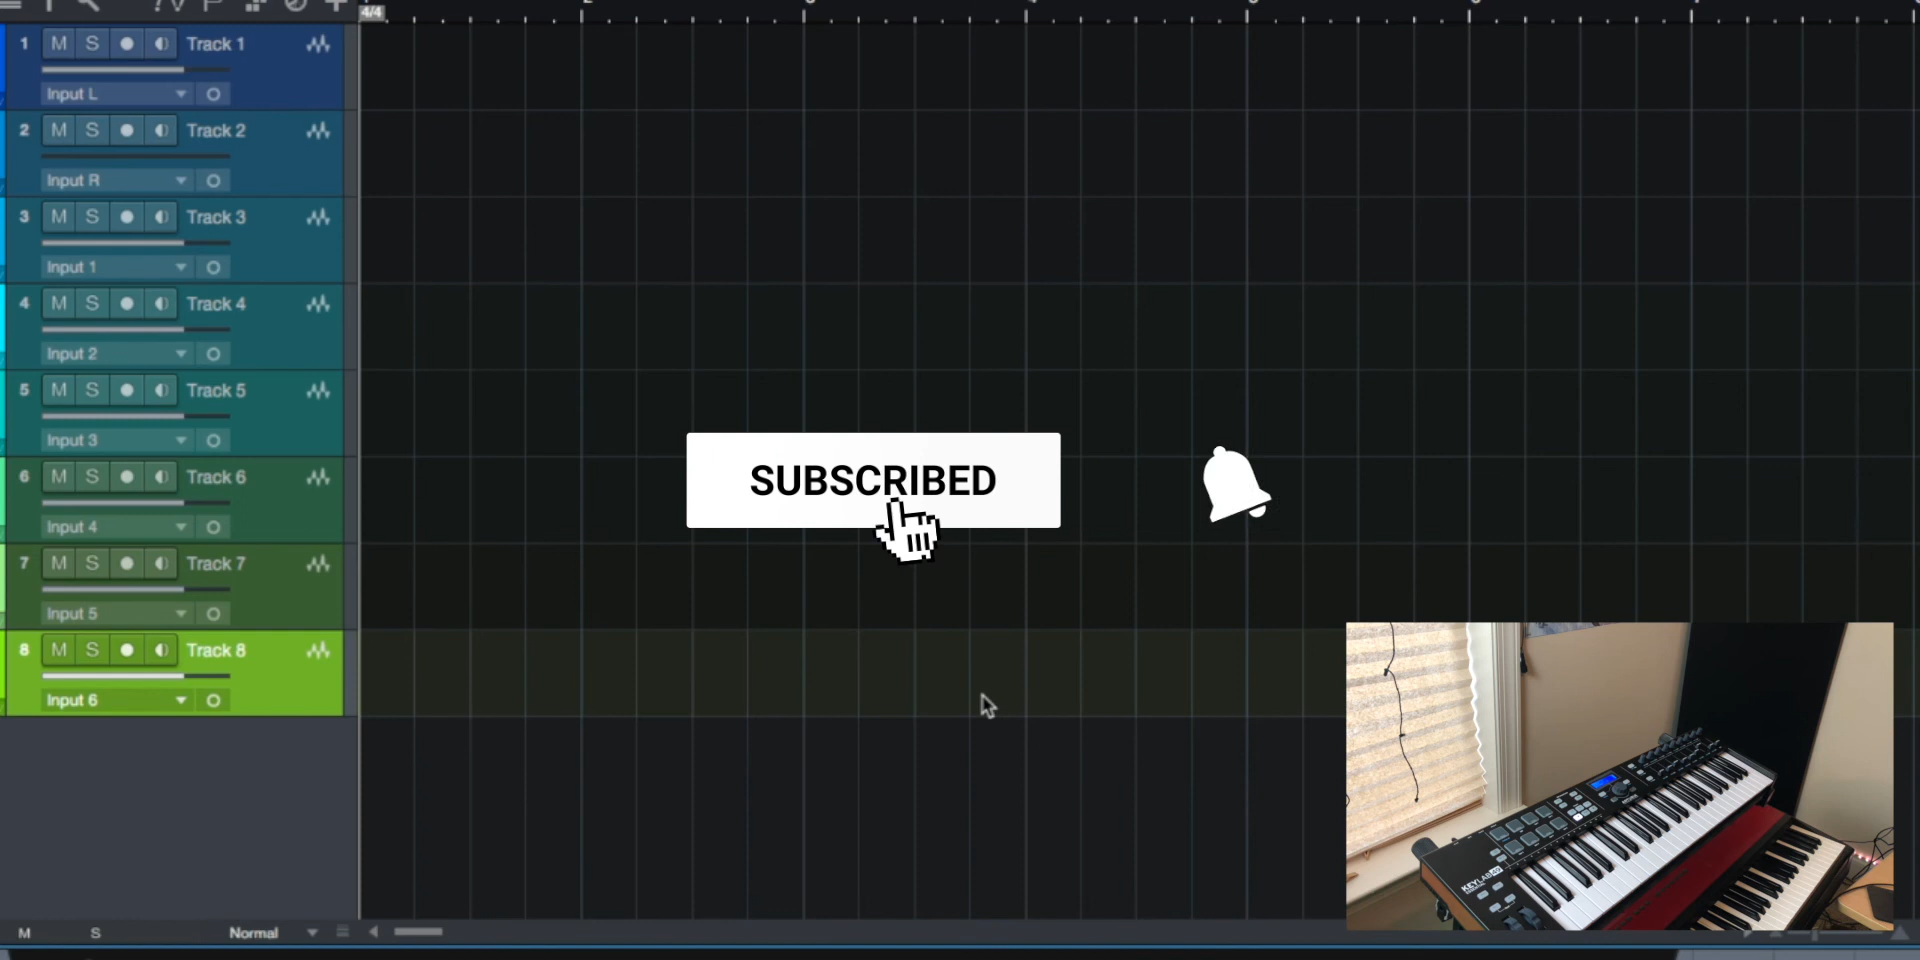 4/4
1 M S Track 1
Input L
2 M S Track 2
Input R
3 M S Track 3
Input 1
4 M S Track 4
Input 2
5 M S Track 5
Input 3
6 M S Track 6
Input 4
7 M S Track 7
Input 5
8 M S Track 8
Input 6
SUBSCRIBED
KEYLAB
M S Normal